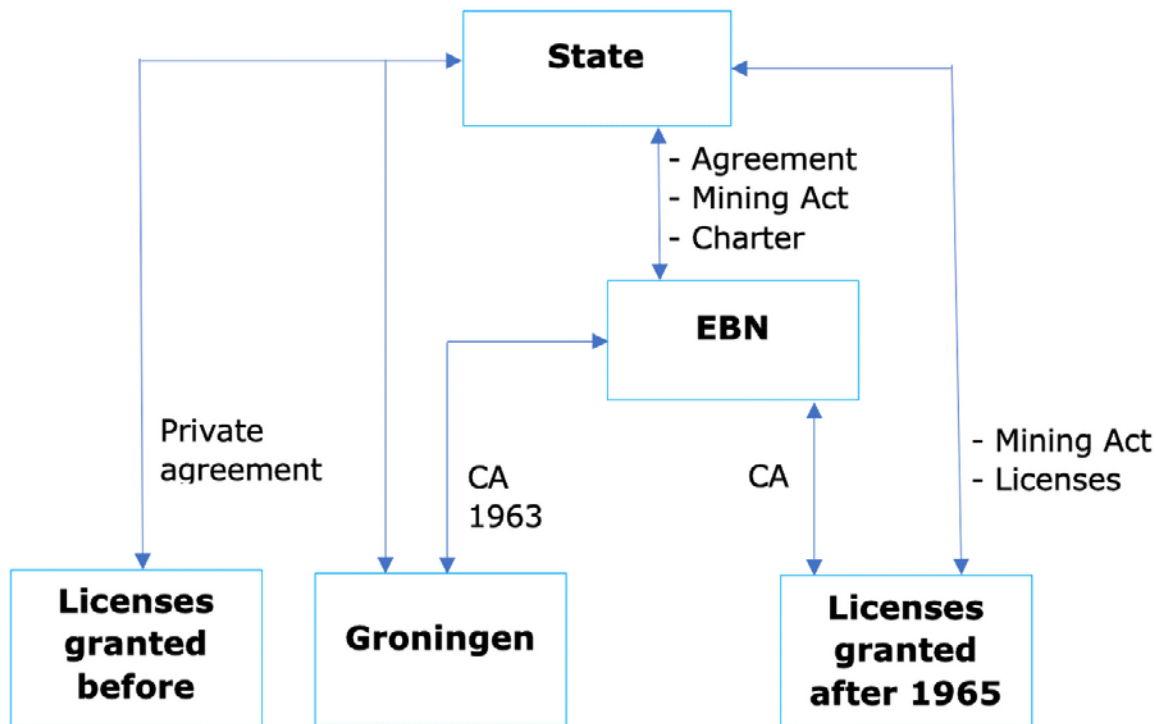 State
- Agreement
- Mining Act
- Charter
EBN
Private
agreement
CA
1963
CA
- Mining Act
- Licenses
Licenses
granted
before
Groningen
Licenses
granted
after 1965